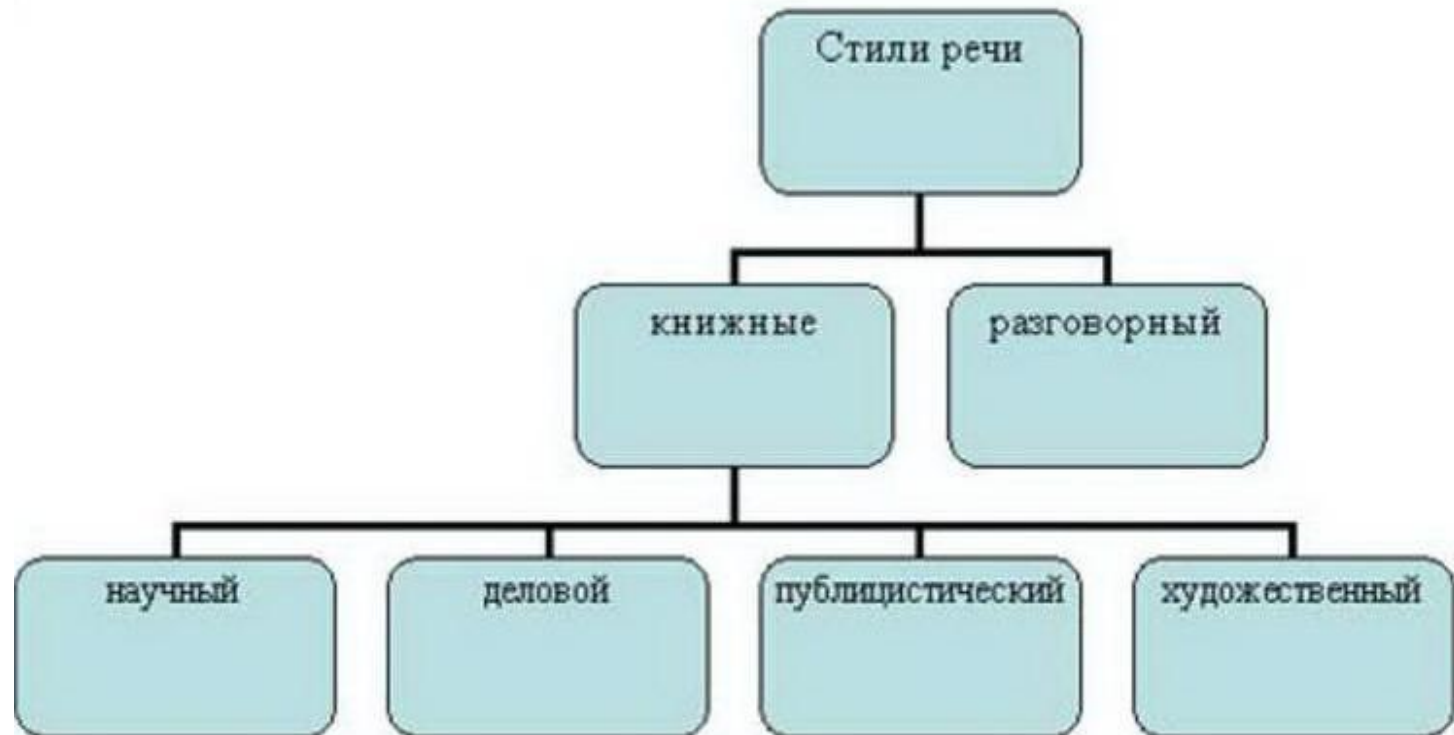 Стили речи
книжные
разговорный
научный
деловой
публицистический
художественный